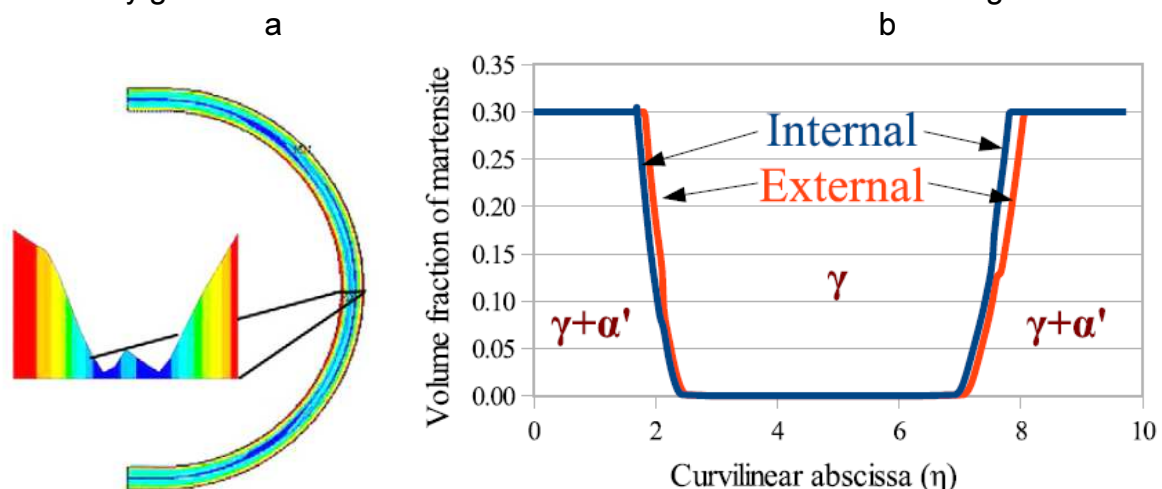 a
b
Volume fraction of martensite
0.35
0.30
0.25
0.20
0.15
0.10
0.05
0.00
Internal
External
γ
γ+α'
γ+α'
0
2
4
6
8
10
Curvilinear abscissa (η)